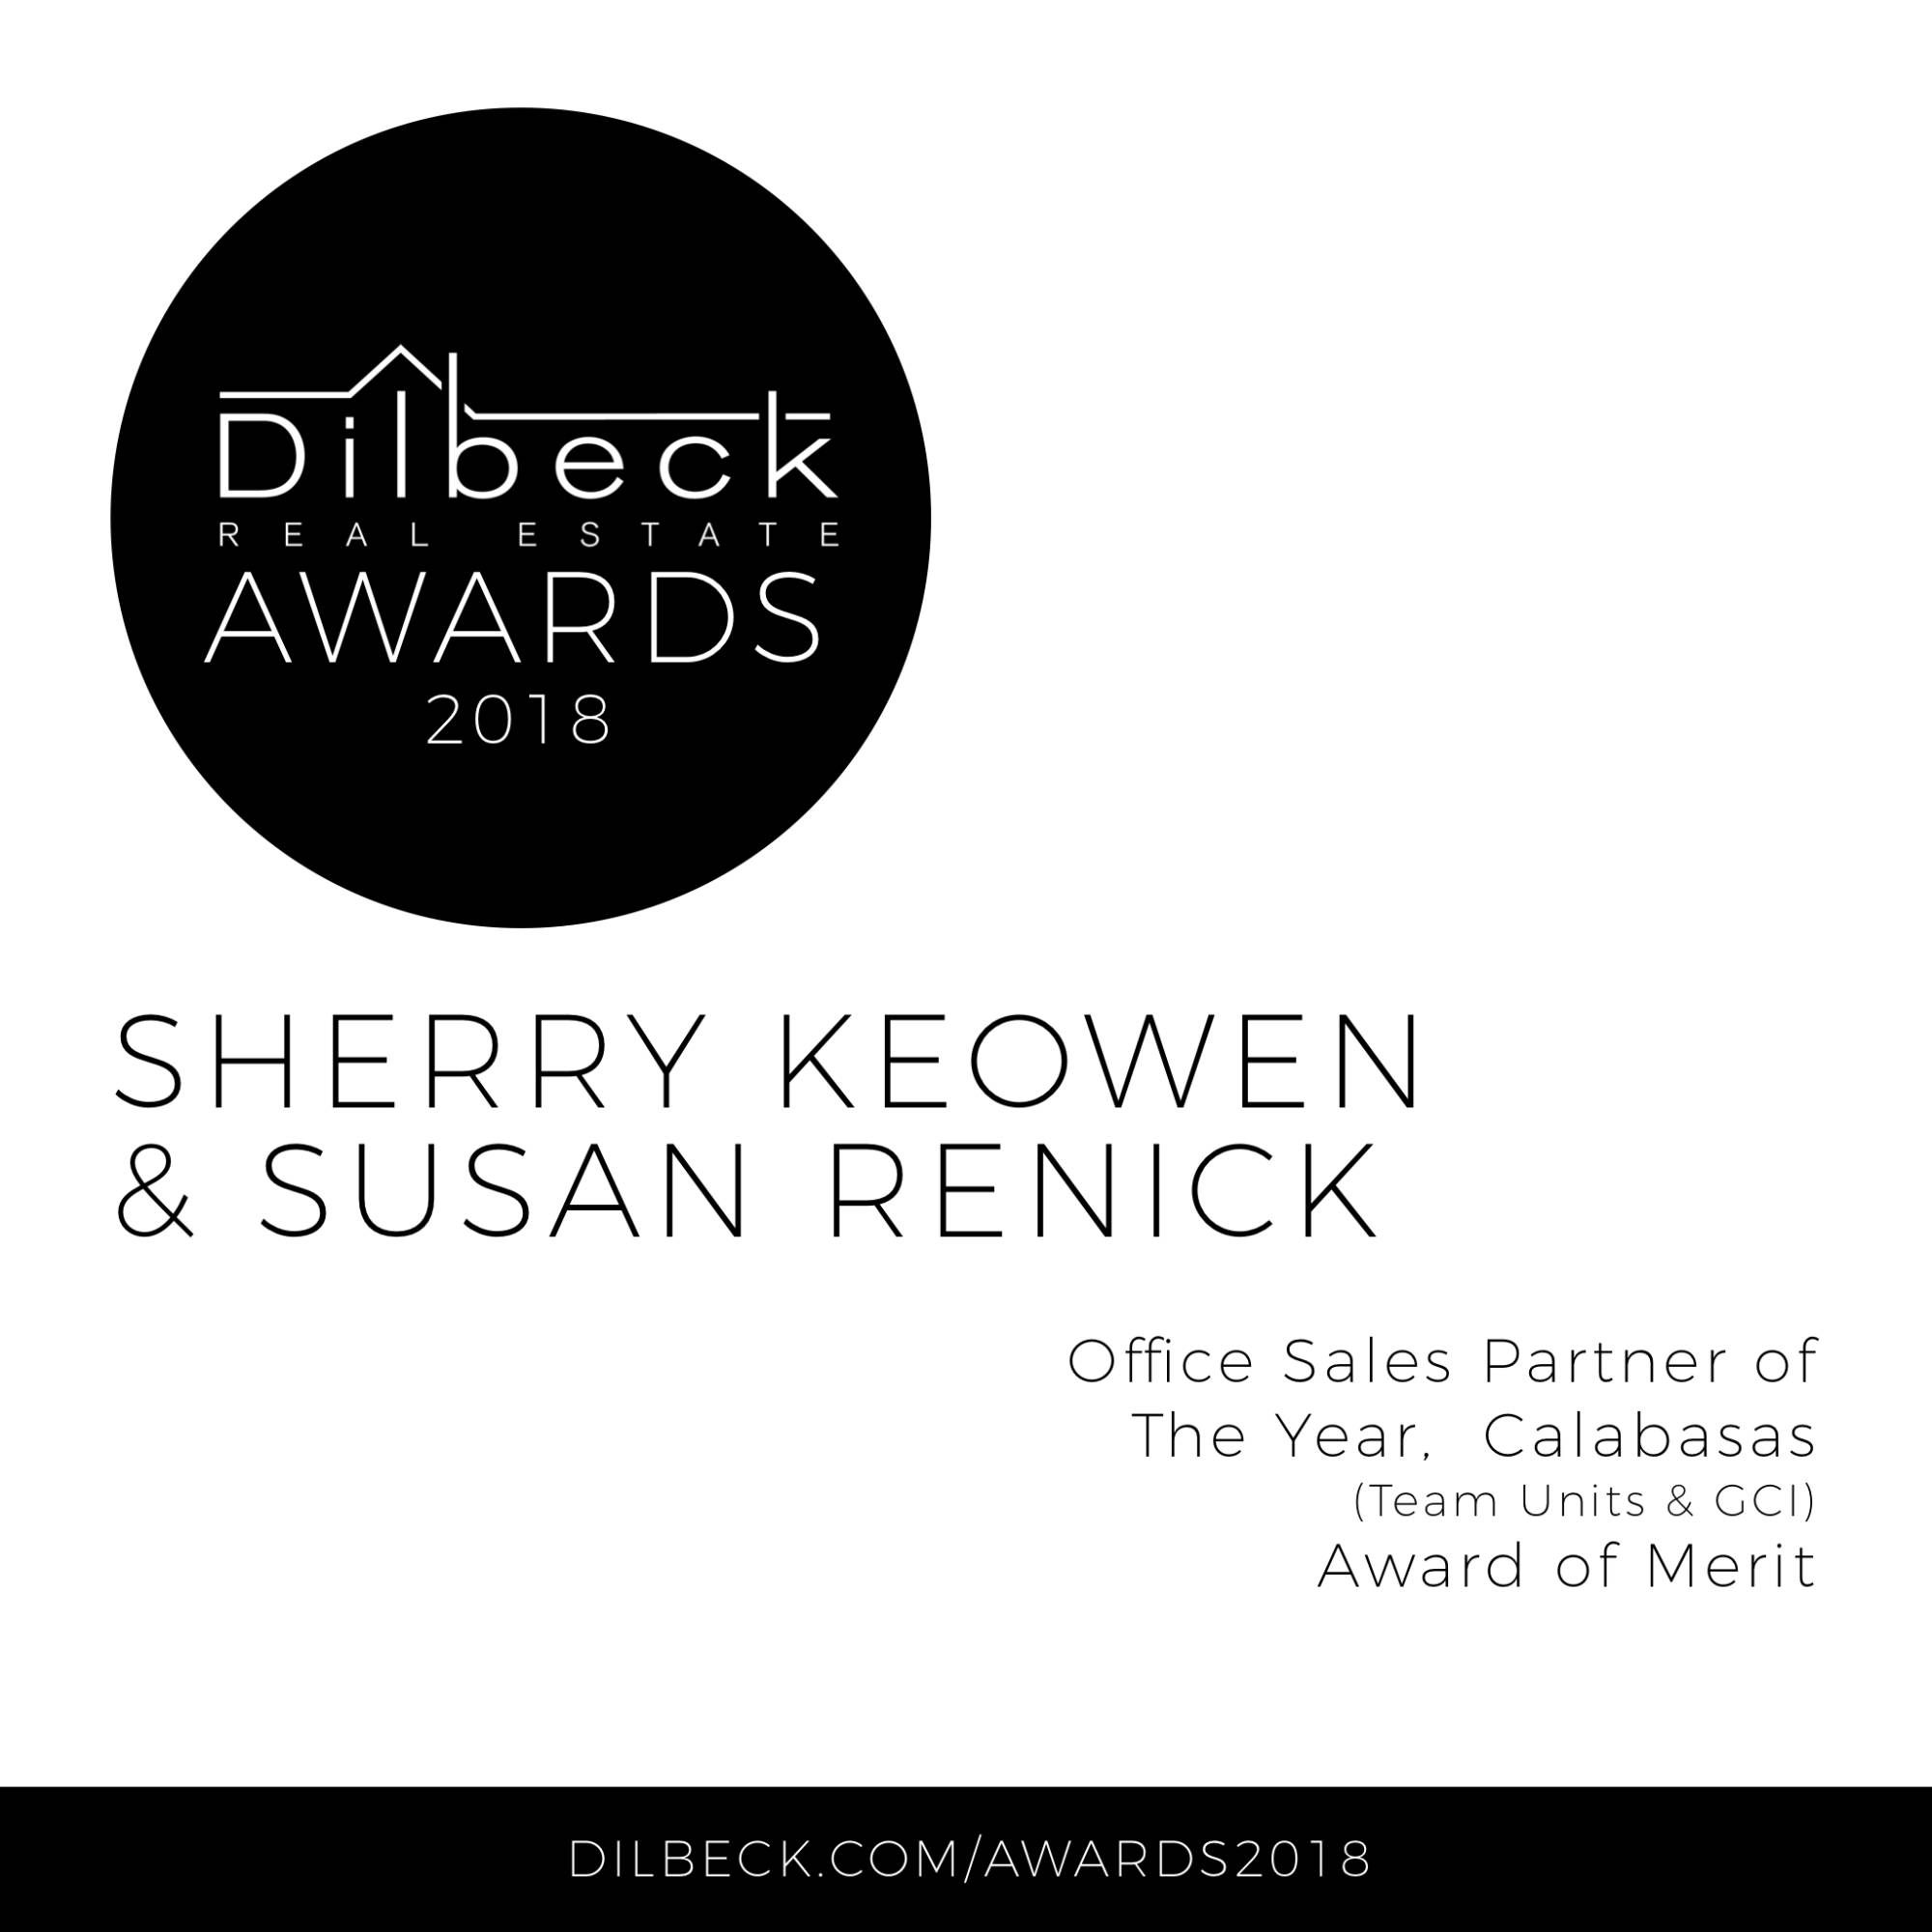 Dilbeck
REAL ESTATE
AWARDS
2018
SHERRY KEOWEN
& SUSAN RENICK
Office Sales Partner of
The Year, Calabasas
(Team Units & GCI)
Award of Merit
DILBECK.COM/AWARDS2018